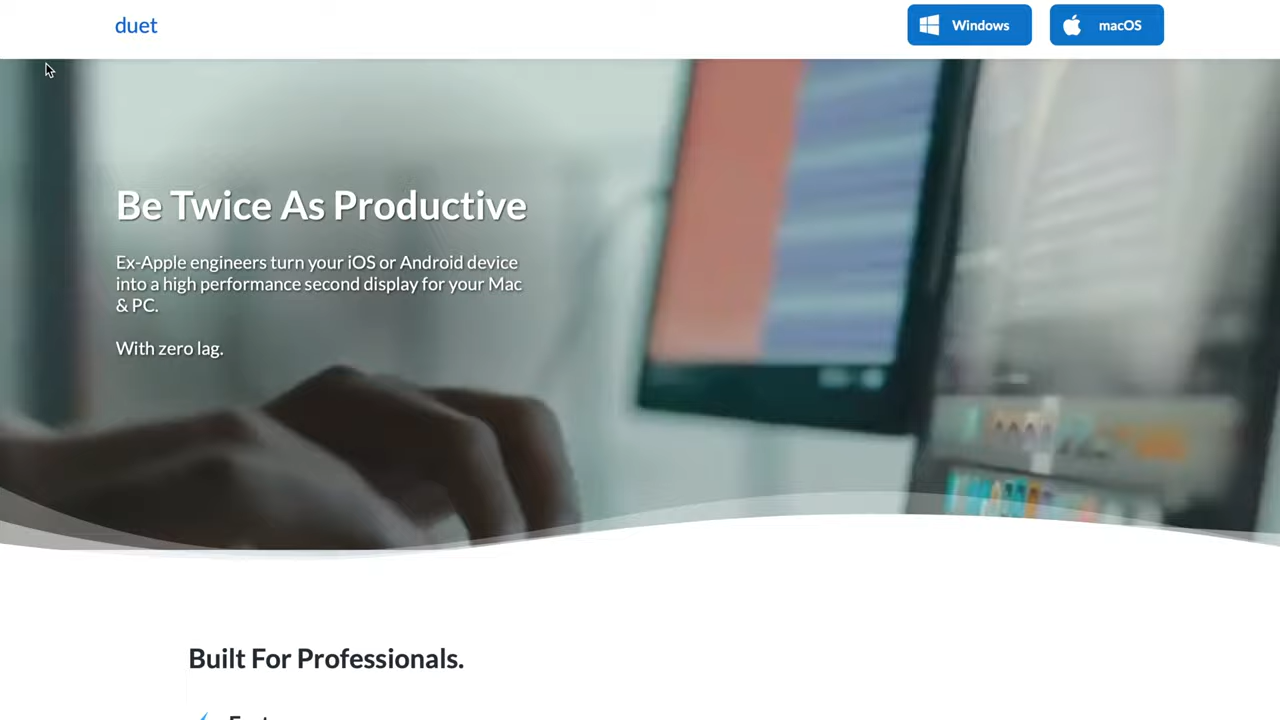 duet
Windows
macOS
Be Twice As Productive
Ex-Apple engineers turn your iOS or Android device
into a high performance second display for your Mac
& PC.
With zero lag.
Built For Professionals.